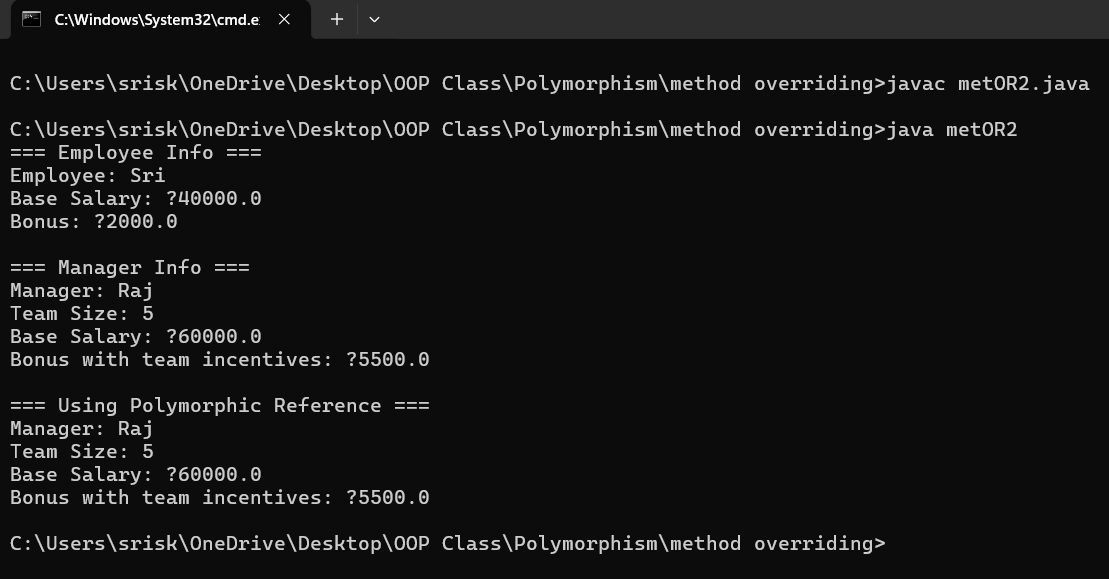 C:\Windows\System32\cmd.e
C:\Users\srisk\OneDrive\Desktop\OOP Class\Polymorphism\method overriding>javac metOR2.java
C:\Users\srisk\OneDrive\Desktop\OOP Class\Polymorphism\method overriding>java metOR2
=== Employee Info ===
Employee: Sri
Base Salary: ?40000.0
Bonus: ?2000.0
=== Manager Info ===
Manager: Raj
Team Size: 5
Base Salary: ?60000.0
Bonus with team incentives: ?5500.0
=== Using Polymorphic Reference ===
Manager: Raj
Team Size: 5
Base Salary: ?60000.0
Bonus with team incentives: ?5500.0
C:\Users\srisk\OneDrive\Desktop\OOP Class\Polymorphism\method overriding>